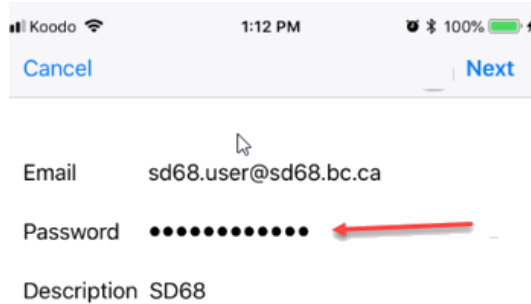 Koodo 1:12 PM 100%
Cancel Next
Email sd68.user@sd68.bc.ca
Password ••••••••••••
Description SD68